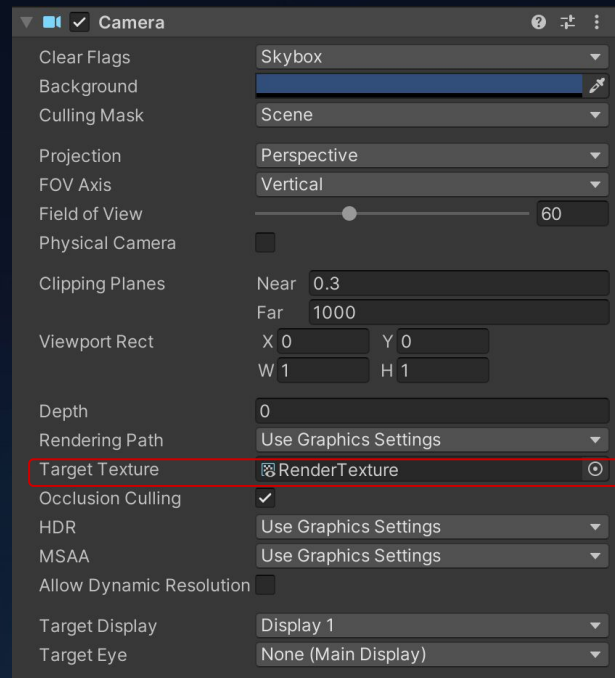 Camera
Clear Flags Skybox
Background
Culling Mask Scene
Projection Perspective
FOV Axis Vertical
Field of View 60
Physical Camera
Clipping Planes Near 0.3
Far 1000
Viewport Rect X 0 Y 0
W 1 H 1
Depth 0
Rendering Path Use Graphics Settings
Target Texture RenderTexture
Occlusion Culling
HDR Use Graphics Settings
MSAA Use Graphics Settings
Allow Dynamic Resolution
Target Display Display 1
Target Eye None (Main Display)